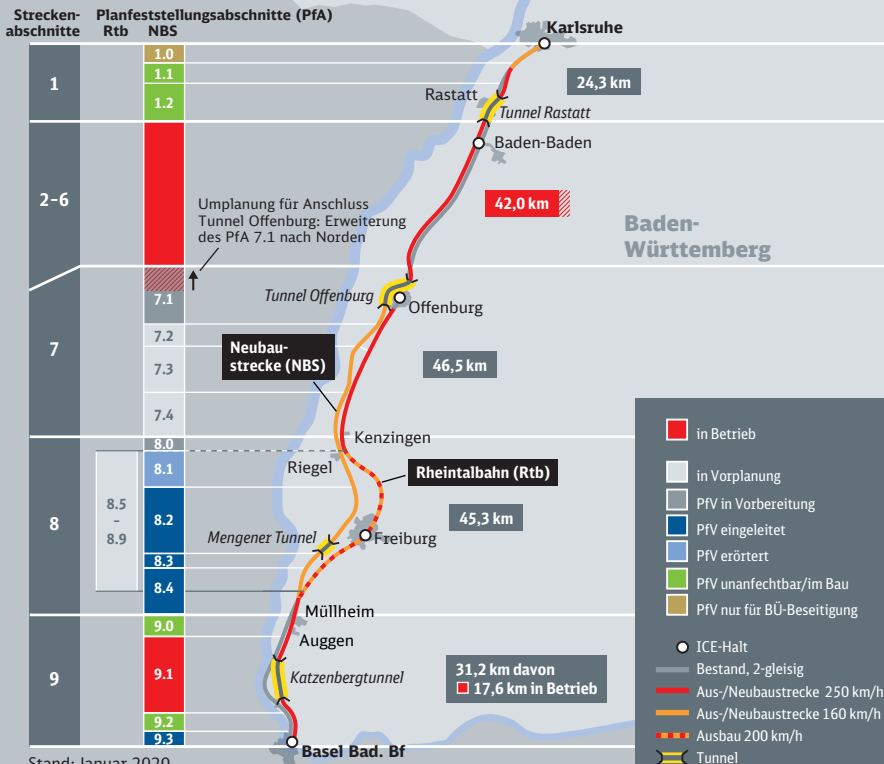 Strecken-
abschnitte
Planfeststellungsabschnitte (PfA)
Rtb
NBS
1
2–6
7
8
9
8.5
–
8.9
1.0
1.1
1.2
7.1
7.2
7.3
7.4
8.0
8.1
8.2
8.3
8.4
9.0
9.1
9.2
9.3
Umplanung für Anschluss
Tunnel Offenburg: Erweiterung
des PfA 7.1 nach Norden
Karlsruhe
24,3 km
Rastatt
Tunnel Rastatt
Baden-Baden
42,0 km
Baden-
Württemberg
Tunnel Offenburg
Offenburg
Neubau-
strecke (NBS)
46,5 km
Kenzingen
Riegel
Rheintalbahn (Rtb)
45,3 km
Mengener Tunnel
Freiburg
Müllheim
Auggen
Katzenbergtunnel
31,2 km davon
17,6 km in Betrieb
Basel Bad. Bf
in Betrieb
in Vorplanung
PfV in Vorbereitung
PfV eingeleitet
PfV erörtert
PfV unanfechtbar/im Bau
PfV nur für BÜ-Beseitigung
ICE-Halt
Bestand, 2-gleisig
Aus-/Neubaustrecke 250 km/h
Aus-/Neubaustrecke 160 km/h
Ausbau 200 km/h
Tunnel
Stand: Januar 2020